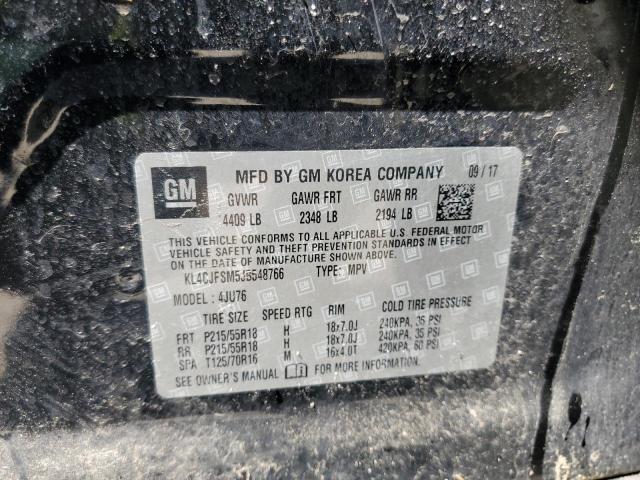 GM
MFD BY GM KOREA COMPANY 09/17
GVWR GAWR FRT GAWR RR
4409 LB 2348 LB 2194 LB
THIS VEHICLE CONFORMS TO ALL APPLICABLE U.S. FEDERAL MOTOR
VEHICLE SAFETY AND THEFT PREVENTION STANDARDS IN EFFECT ON
THE DATE OF MANUFACTURE SHOWN ABOVE.
KL4CJFSM5JB548766 TYPE: MPV
MODEL: 4JU76
TIRE SIZE SPEED RTG RIM COLD TIRE PRESSURE
FRT P215/55R18 H 18x7.0J 240KPA, 35 PSI
RR P215/55R18 H 18x7.0J 240KPA, 35 PSI
SPA T125/70R16 M 16x4.0T 420KPA, 60 PSI
SEE OWNER'S MANUAL FOR MORE INFORMATION.